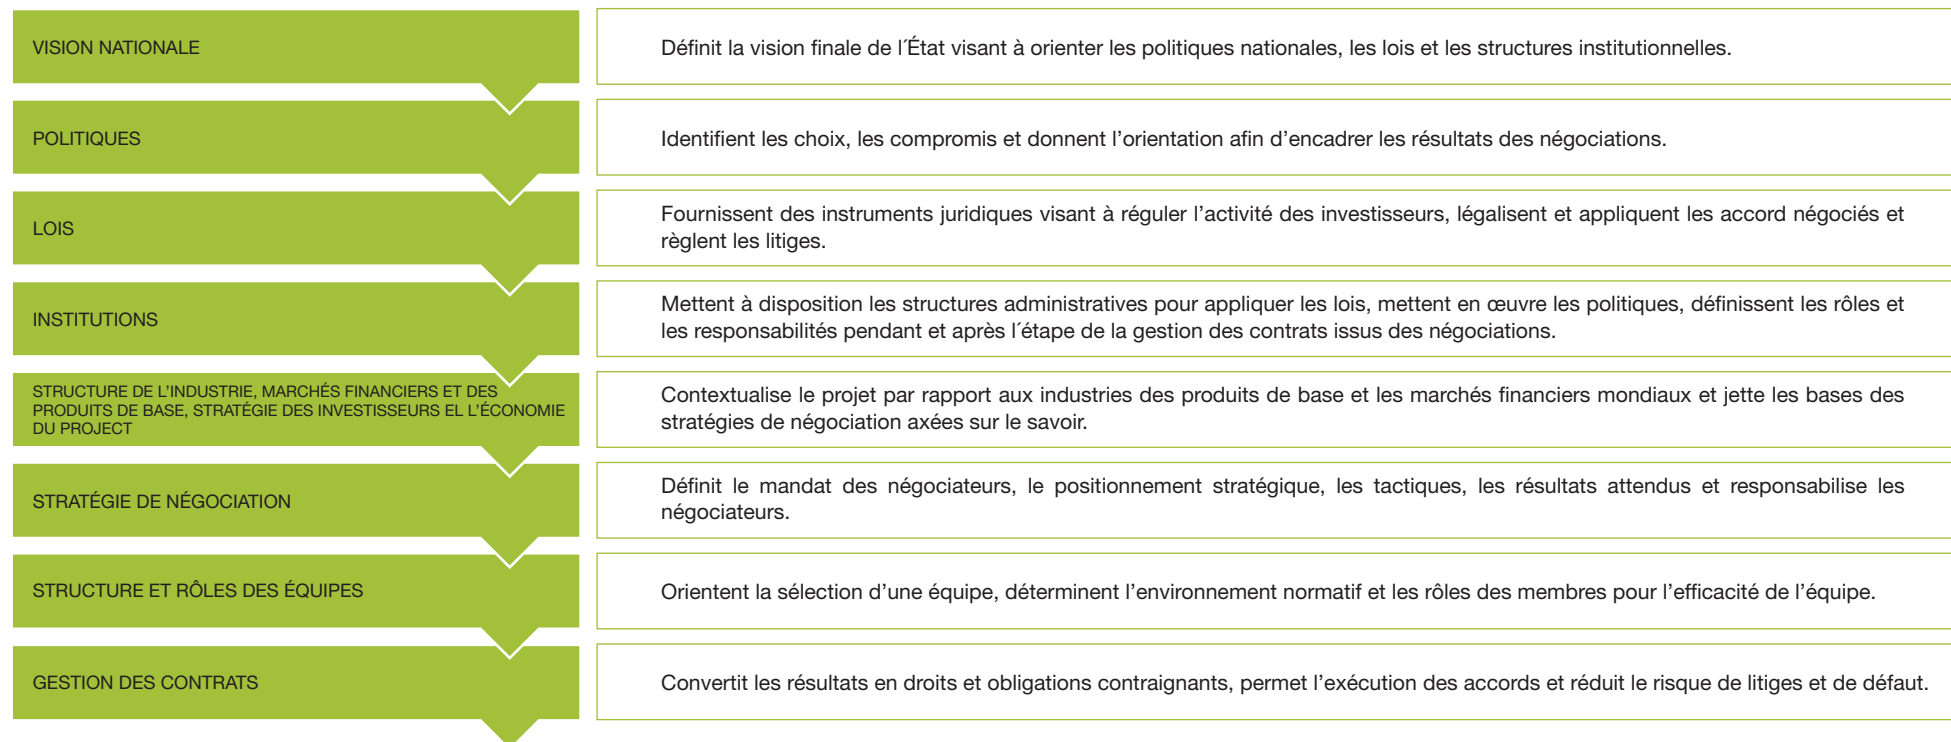 VISION NATIONALE
Définit la vision finale de l´État visant à orienter les politiques nationales, les lois et les structures institutionnelles.
POLITIQUES
Identifient les choix, les compromis et donnent l’orientation afin d’encadrer les résultats des négociations.
LOIS
Fournissent des instruments juridiques visant à réguler l’activité des investisseurs, légalisent et appliquent les accord négociés et
règlent les litiges.
INSTITUTIONS
Mettent à disposition les structures administratives pour appliquer les lois, mettent en œuvre les politiques, définissent les rôles et
les responsabilités pendant et après l´étape de la gestion des contrats issus des négociations.
STRUCTURE DE L’INDUSTRIE, MARCHÉS FINANCIERS ET DES
PRODUITS DE BASE, STRATÉGIE DES INVESTISSEURS EL L’ÉCONOMIE
DU PROJECT
Contextualise le projet par rapport aux industries des produits de base et les marchés financiers mondiaux et jette les bases des
stratégies de négociation axées sur le savoir.
STRATÉGIE DE NÉGOCIATION
Définit le mandat des négociateurs, le positionnement stratégique, les tactiques, les résultats attendus et responsabilise les
négociateurs.
STRUCTURE ET RÔLES DES ÉQUIPES
Orientent la sélection d’une équipe, déterminent l’environnement normatif et les rôles des membres pour l’efficacité de l’équipe.
GESTION DES CONTRATS
Convertit les résultats en droits et obligations contraignants, permet l’exécution des accords et réduit le risque de litiges et de défaut.